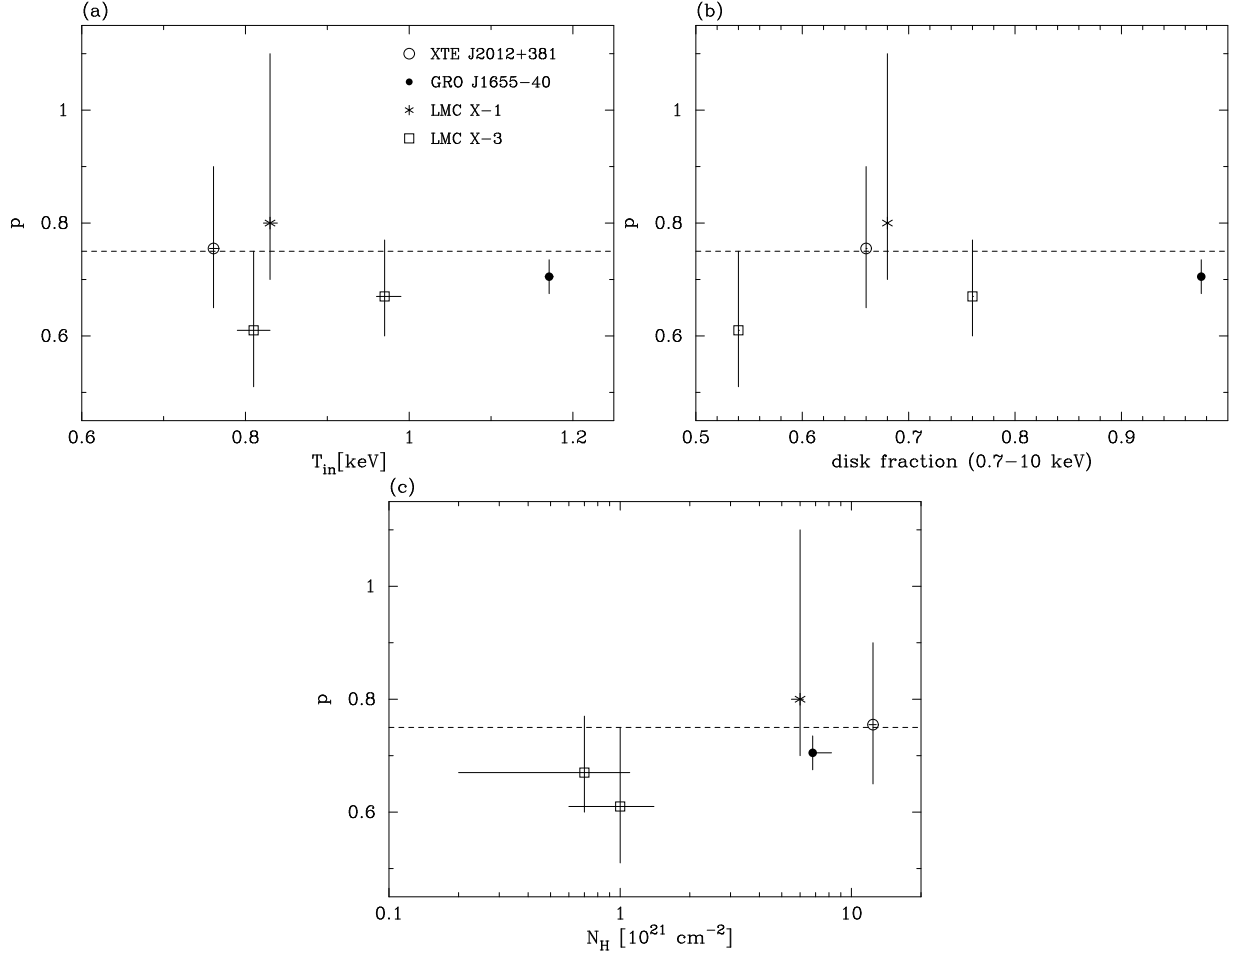 (a)
XTE J2012+381
GRO J1655−40
LMC X−1
LMC X−3
p
1
0.8
0.6
0.6 0.8 1 1.2
T_in[keV]
(b)
p
1
0.8
0.6
0.5 0.6 0.7 0.8 0.9
disk fraction (0.7−10 keV)
(c)
p
1
0.8
0.6
0.1 1 10
N_H [10^21 cm^−2]